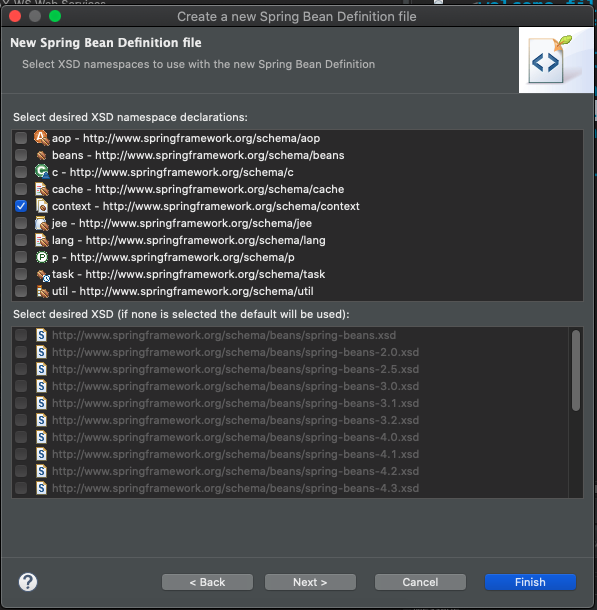 WS Web Services
Create a new Spring Bean Definition file
New Spring Bean Definition file
Select XSD namespaces to use with the new Spring Bean Definition
Select desired XSD namespace declarations:
aop - http://www.springframework.org/schema/aop
beans - http://www.springframework.org/schema/beans
c - http://www.springframework.org/schema/c
cache - http://www.springframework.org/schema/cache
context - http://www.springframework.org/schema/context
jee - http://www.springframework.org/schema/jee
lang - http://www.springframework.org/schema/lang
p - http://www.springframework.org/schema/p
task - http://www.springframework.org/schema/task
util - http://www.springframework.org/schema/util
Select desired XSD (if none is selected the default will be used):
http://www.springframework.org/schema/beans/spring-beans.xsd
http://www.springframework.org/schema/beans/spring-beans-2.0.xsd
http://www.springframework.org/schema/beans/spring-beans-2.5.xsd
http://www.springframework.org/schema/beans/spring-beans-3.0.xsd
http://www.springframework.org/schema/beans/spring-beans-3.1.xsd
http://www.springframework.org/schema/beans/spring-beans-3.2.xsd
http://www.springframework.org/schema/beans/spring-beans-4.0.xsd
http://www.springframework.org/schema/beans/spring-beans-4.1.xsd
http://www.springframework.org/schema/beans/spring-beans-4.2.xsd
http://www.springframework.org/schema/beans/spring-beans-4.3.xsd
? < Back Next > Cancel Finish